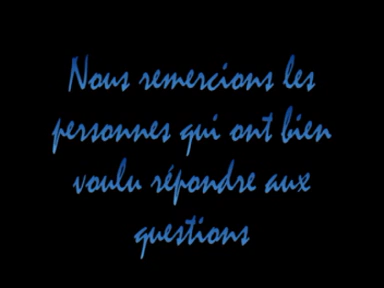 Nous remercions les
personnes qui ont bien
voulu répondre aux
questions